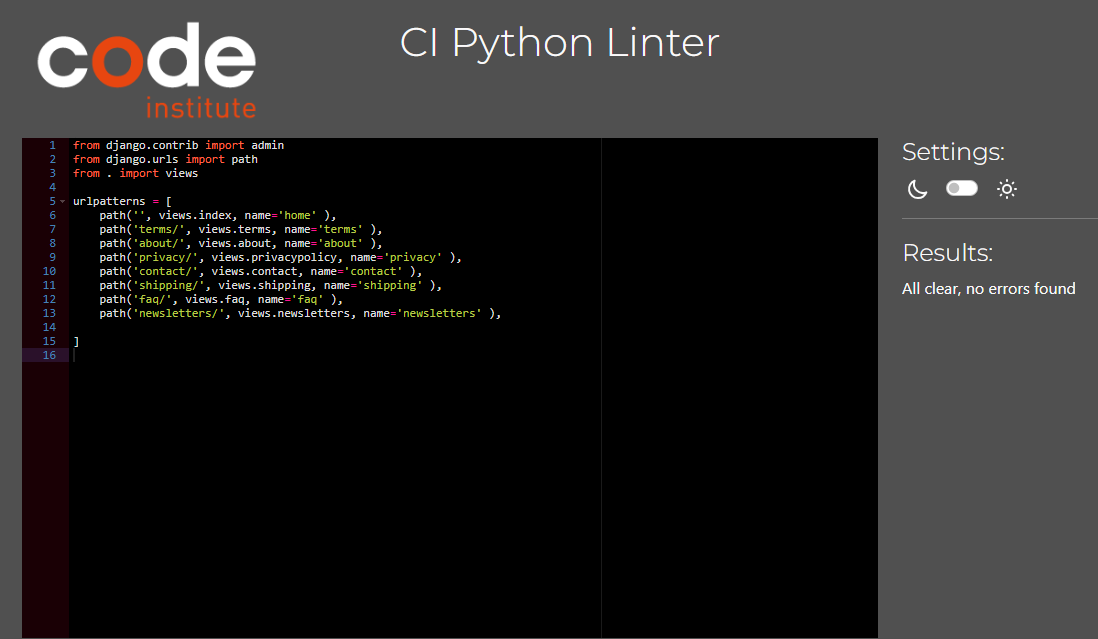 code
institute
CI Python Linter
1 from django.contrib import admin
2 from django.urls import path
3 from . import views
4
5 urlpatterns = [
6     path('', views.index, name='home' ),
7     path('terms/', views.terms, name='terms' ),
8     path('about/', views.about, name='about' ),
9     path('privacy/', views.privacypolicy, name='privacy' ),
10     path('contact/', views.contact, name='contact' ),
11     path('shipping/', views.shipping, name='shipping' ),
12     path('faq/', views.faq, name='faq' ),
13     path('newsletters/', views.newsletters, name='newsletters' ),
14
15 ]
16
Settings:
Results:
All clear, no errors found